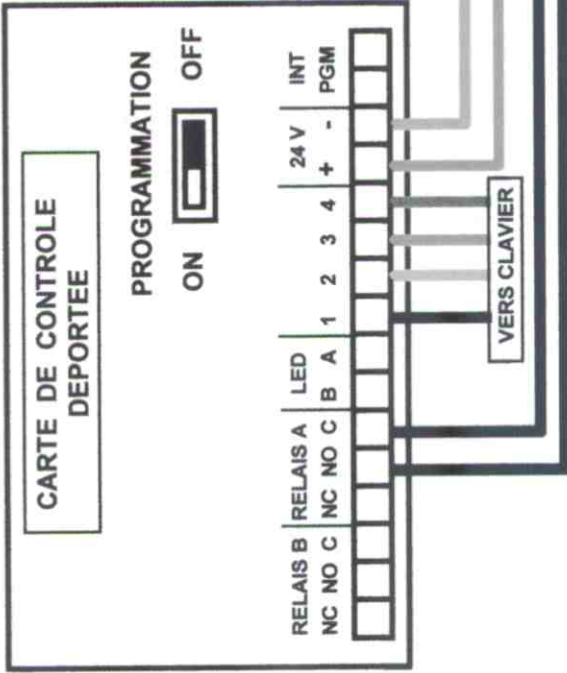 CARTE DE CONTROLE
DEPORTEE
PROGRAMMATION
ON OFF
RELAIS B RELAIS A LED 24 V INT
NC NO C NC NO C B A 1 2 3 4 + - PGM
VERS CLAVIER